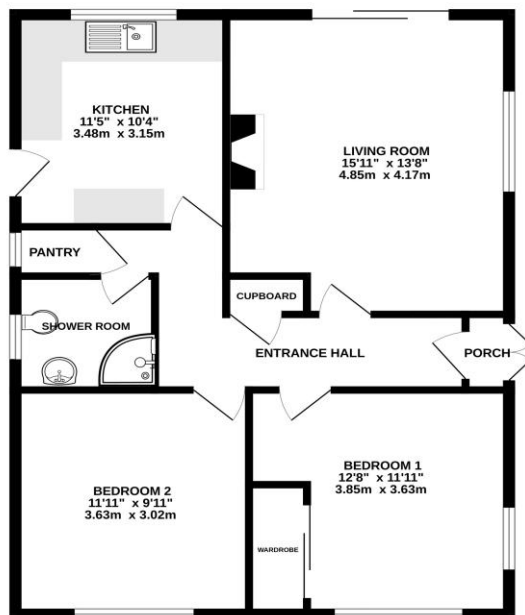 KITCHEN
11'5" x 10'4"
3.48m x 3.15m
LIVING ROOM
15'11" x 13'8"
4.85m x 4.17m
PANTRY
CUPBOARD
SHOWER ROOM
ENTRANCE HALL
PORCH
BEDROOM 2
11'11" x 9'11"
3.63m x 3.02m
BEDROOM 1
12'8" x 11'11"
3.85m x 3.63m
WARDROBE